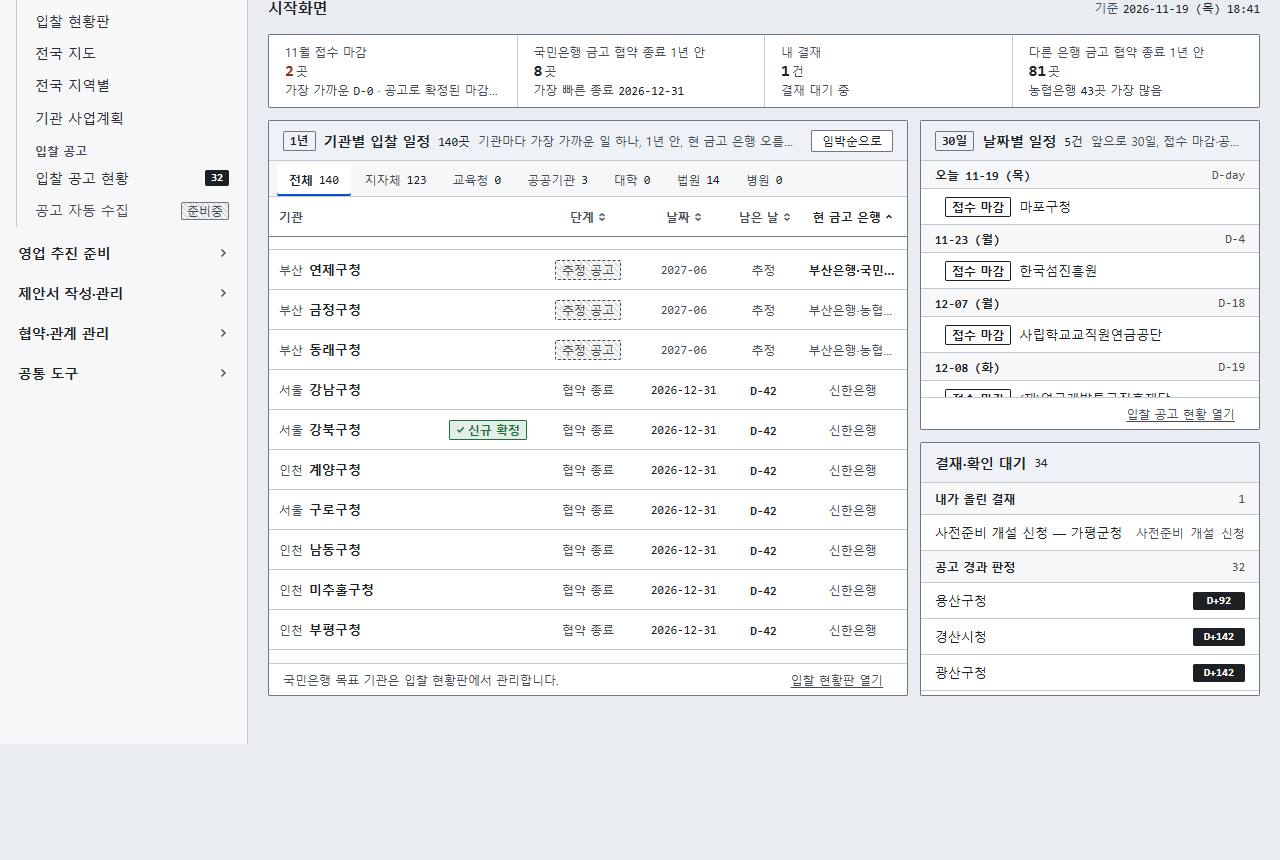 입찰 현황판
전국 지도
전국 지역별
기관 사업계획
입찰 공고
입찰 공고 현황 32
공고 자동 수집 준비중
영업 추진 준비
제안서 작성·관리
협약·관계 관리
공통 도구
시작화면
기준 2026-11-19 (목) 18:41
11월 접수 마감
2곳
가장 가까운 D-0 · 공고로 확정된 마감...
국민은행 금고 협약 종료 1년 안
8곳
가장 빠른 종료 2026-12-31
내 결재
1건
결재 대기 중
다른 은행 금고 협약 종료 1년 안
81곳
농협은행 43곳 가장 많음
1년 기관별 입찰 일정 140곳 기관마다 가장 가까운 일 하나, 1년 안, 현 금고 은행 오름... 임박순으로
전체 140 지자체 123 교육청 0 공공기관 3 대학 0 법원 14 병원 0
기관 단계 날짜 남은 날 현 금고 은행
부산 연제구청 추정 공고 2027-06 추정 부산은행·국민...
부산 금정구청 추정 공고 2027-06 추정 부산은행·농협...
부산 동래구청 추정 공고 2027-06 추정 부산은행·농협...
서울 강남구청 협약 종료 2026-12-31 D-42 신한은행
서울 강북구청 신규 확정 협약 종료 2026-12-31 D-42 신한은행
인천 계양구청 협약 종료 2026-12-31 D-42 신한은행
서울 구로구청 협약 종료 2026-12-31 D-42 신한은행
인천 남동구청 협약 종료 2026-12-31 D-42 신한은행
인천 미추홀구청 협약 종료 2026-12-31 D-42 신한은행
인천 부평구청 협약 종료 2026-12-31 D-42 신한은행
국민은행 목표 기관은 입찰 현황판에서 관리합니다. 입찰 현황판 열기
30일 날짜별 일정 5건 앞으로 30일, 접수 마감·공...
오늘 11-19 (목) D-day
접수 마감 마포구청
11-23 (월) D-4
접수 마감 한국섬진흥원
12-07 (월) D-18
접수 마감 사립학교교직원연금공단
12-08 (화) D-19
접수 마감
입찰 공고 현황 열기
결재·확인 대기 34
내가 올린 결재 1
사전준비 개설 신청 — 가평군청 사전준비 개설 신청
공고 경과 판정 32
용산구청 D+92
경산시청 D+142
광산구청 D+142